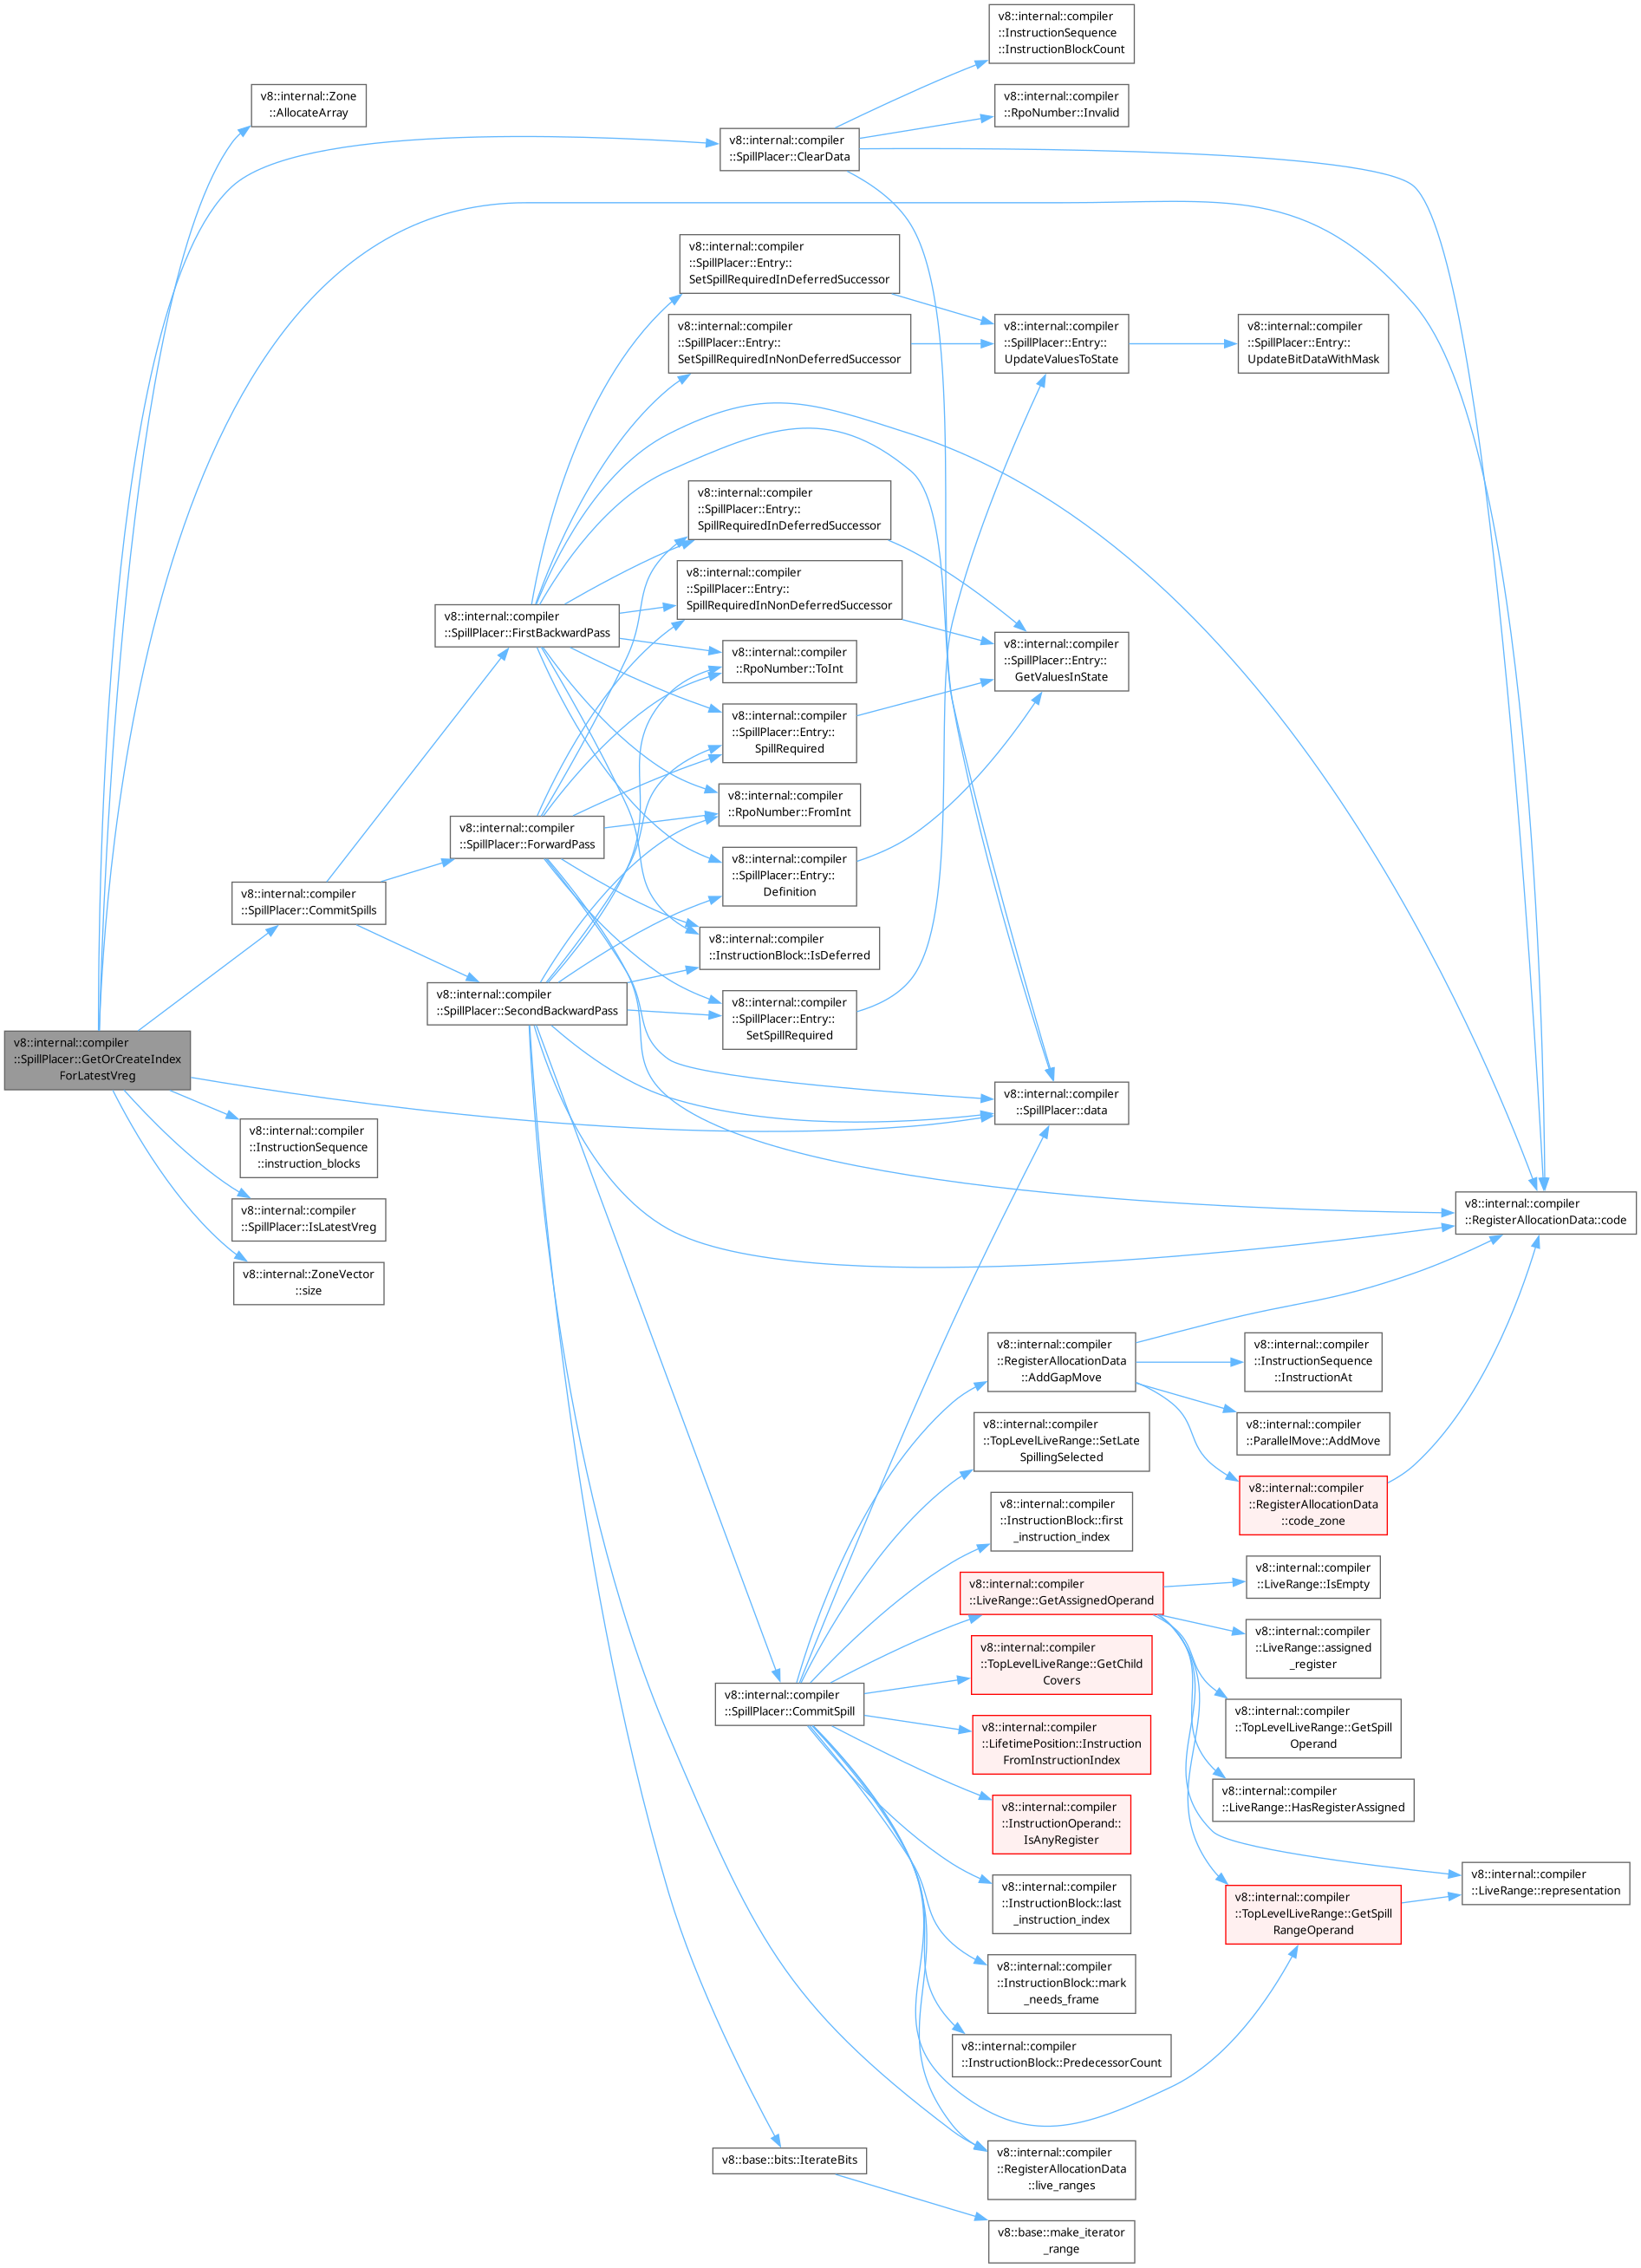 v8::internal::compiler
::InstructionSequence
::InstructionBlockCount
v8::internal::Zone
::AllocateArray
v8::internal::compiler
::RpoNumber::Invalid
v8::internal::compiler
::SpillPlacer::ClearData
v8::internal::compiler
::SpillPlacer::Entry::
SetSpillRequiredInDeferredSuccessor
v8::internal::compiler
::SpillPlacer::Entry::
SetSpillRequiredInNonDeferredSuccessor
v8::internal::compiler
::SpillPlacer::Entry::
UpdateValuesToState
v8::internal::compiler
::SpillPlacer::Entry::
UpdateBitDataWithMask
v8::internal::compiler
::SpillPlacer::Entry::
SpillRequiredInDeferredSuccessor
v8::internal::compiler
::SpillPlacer::Entry::
SpillRequiredInNonDeferredSuccessor
v8::internal::compiler
::SpillPlacer::FirstBackwardPass
v8::internal::compiler
::RpoNumber::ToInt
v8::internal::compiler
::SpillPlacer::Entry::
GetValuesInState
v8::internal::compiler
::SpillPlacer::Entry::
SpillRequired
v8::internal::compiler
::RpoNumber::FromInt
v8::internal::compiler
::SpillPlacer::ForwardPass
v8::internal::compiler
::SpillPlacer::Entry::
Definition
v8::internal::compiler
::SpillPlacer::CommitSpills
v8::internal::compiler
::InstructionBlock::IsDeferred
v8::internal::compiler
::SpillPlacer::SecondBackwardPass
v8::internal::compiler
::SpillPlacer::Entry::
SetSpillRequired
v8::internal::compiler
::SpillPlacer::GetOrCreateIndex
ForLatestVreg
v8::internal::compiler
::SpillPlacer::data
v8::internal::compiler
::InstructionSequence
::instruction_blocks
v8::internal::compiler
::SpillPlacer::IsLatestVreg
v8::internal::compiler
::RegisterAllocationData::code
v8::internal::ZoneVector
::size
v8::internal::compiler
::RegisterAllocationData
::AddGapMove
v8::internal::compiler
::InstructionSequence
::InstructionAt
v8::internal::compiler
::TopLevelLiveRange::SetLate
SpillingSelected
v8::internal::compiler
::ParallelMove::AddMove
v8::internal::compiler
::RegisterAllocationData
::code_zone
v8::internal::compiler
::InstructionBlock::first
_instruction_index
v8::internal::compiler
::LiveRange::GetAssignedOperand
v8::internal::compiler
::LiveRange::IsEmpty
v8::internal::compiler
::LiveRange::assigned
_register
v8::internal::compiler
::TopLevelLiveRange::GetChild
Covers
v8::internal::compiler
::SpillPlacer::CommitSpill
v8::internal::compiler
::TopLevelLiveRange::GetSpill
Operand
v8::internal::compiler
::LifetimePosition::Instruction
FromInstructionIndex
v8::internal::compiler
::LiveRange::HasRegisterAssigned
v8::internal::compiler
::InstructionOperand::
IsAnyRegister
v8::internal::compiler
::LiveRange::representation
v8::internal::compiler
::InstructionBlock::last
_instruction_index
v8::internal::compiler
::TopLevelLiveRange::GetSpill
RangeOperand
v8::internal::compiler
::InstructionBlock::mark
_needs_frame
v8::internal::compiler
::InstructionBlock::PredecessorCount
v8::base::bits::IterateBits
v8::internal::compiler
::RegisterAllocationData
::live_ranges
v8::base::make_iterator
_range